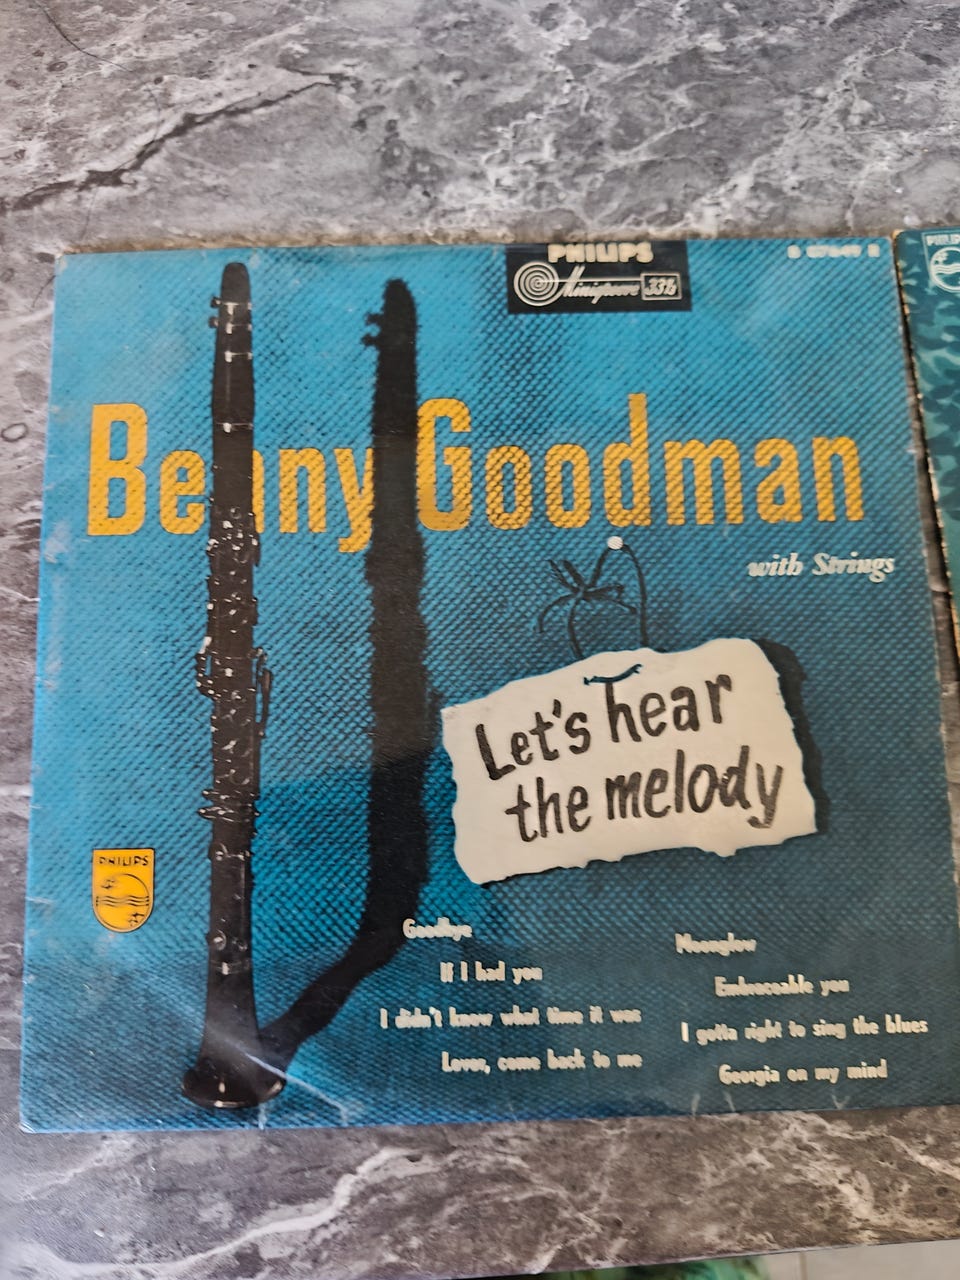 PHILIPS
Minigroove 33⅓
B 07649 R
PHILIPS
Benny Goodman
with Strings
Let's hear
the melody
PHILIPS
Goodbye
If I had you
I didn't know what time it was
Lover, come back to me
Moonglow
Embraceable you
I gotta right to sing the blues
Georgia on my mind